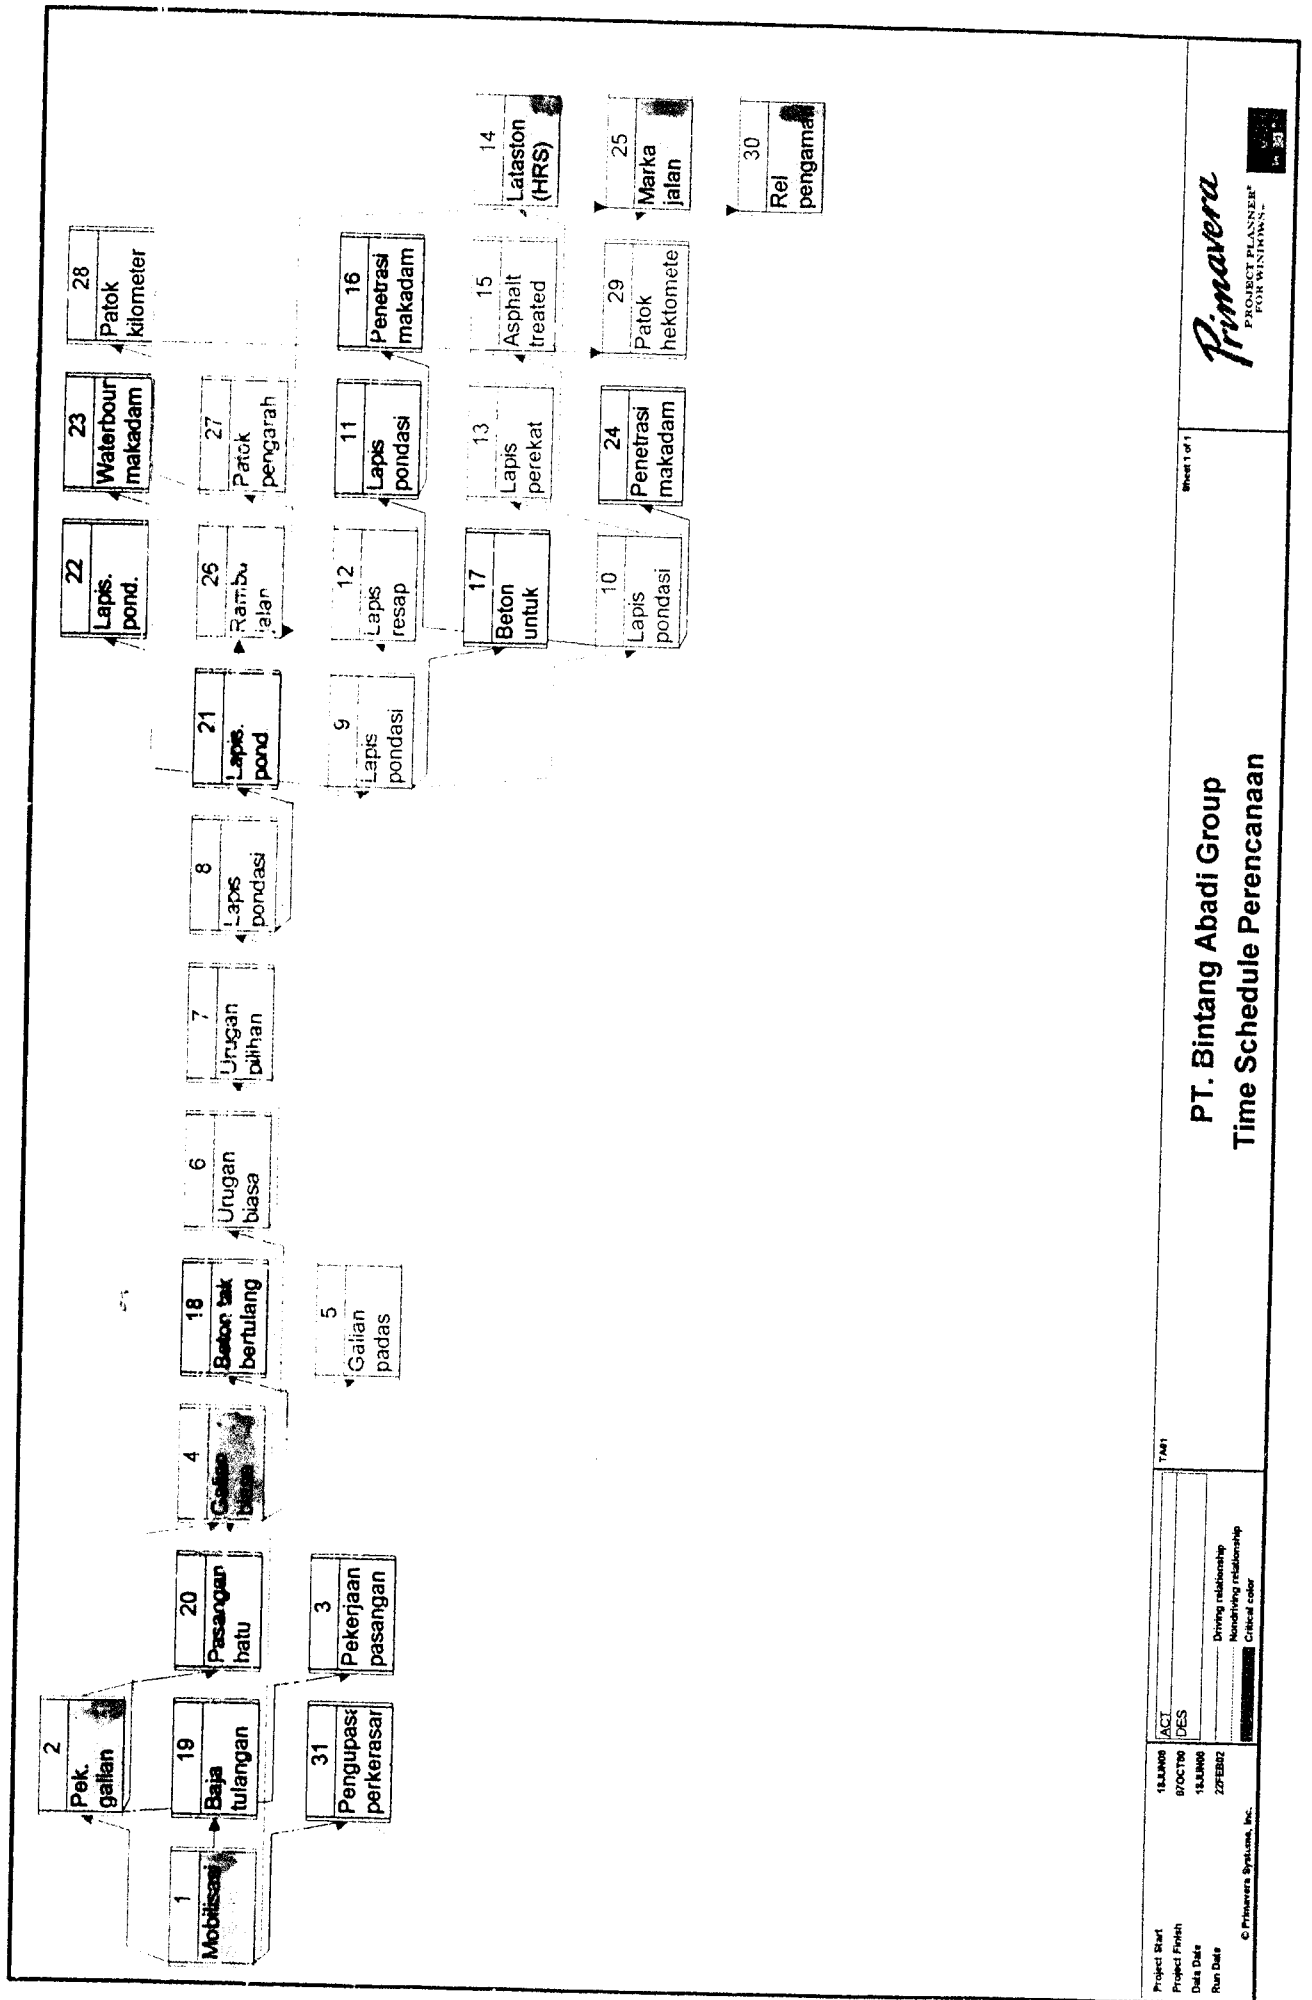 2
Pek.
galian
22
Lapis.
pond.
23
Waterbour
makadam
28
Patok
kilometer
1
Mobilisasi
19
Baja
tulangan
20
Pasangan
batu
4
Galian
18
Beton tak
bertulang
6
Urugan
biasa
7
Urugan
pilihan
8
Lapis
pondasi
21
Lapis.
pond.
26
Rambu
jalan
27
Patok
pengarah
31
Pengupasa
perkerasar
3
Pekerjaan
pasangan
5
Galian
padas
9
Lapis
pondasi
12
Lapis
resap
11
Lapis
pondasi
16
Penetrasi
makadam
17
Beton
untuk
13
Lapis
perekat
15
Asphalt
treated
14
Lataston
(HRS)
10
Lapis
pondasi
24
Penetrasi
makadam
29
Patok
hektomete
25
Marka
jalan
30
Rel
pengaman
Project Start 18JUN00
Project Finish 07OCT00
Data Date 18JUN00
Run Date 22FEB02
© Primavera Systems, Inc.
ACT
DES
Driving relationship
Nondriving relationship
Critical color
TA01
Sheet 1 of 1
PT. Bintang Abadi Group
Time Schedule Perencanaan
Primavera
PROJECT PLANNER®
FOR WINDOWS™